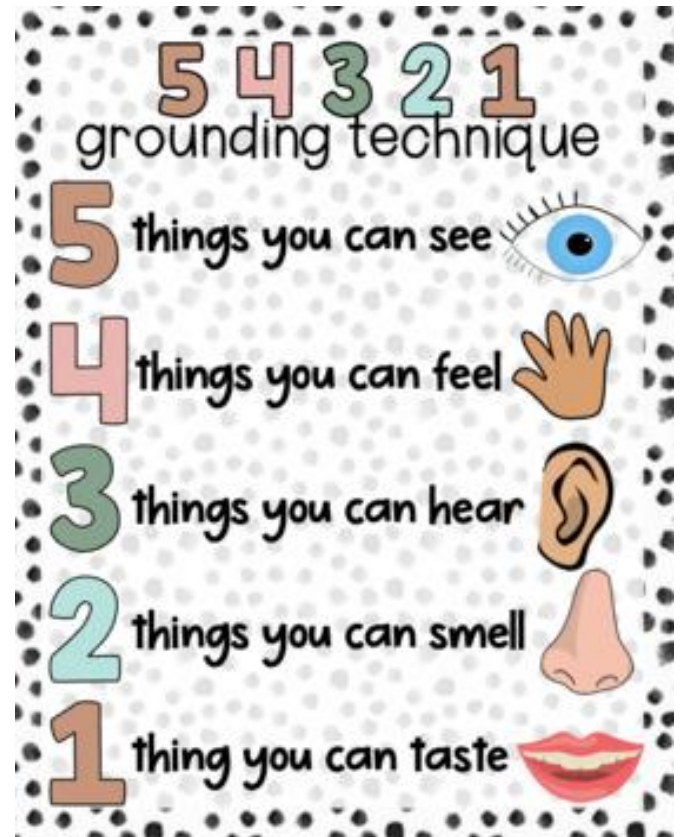 5 4 3 2 1
grounding technique
5 things you can see
4 things you can feel
3 things you can hear
2 things you can smell
1 thing you can taste